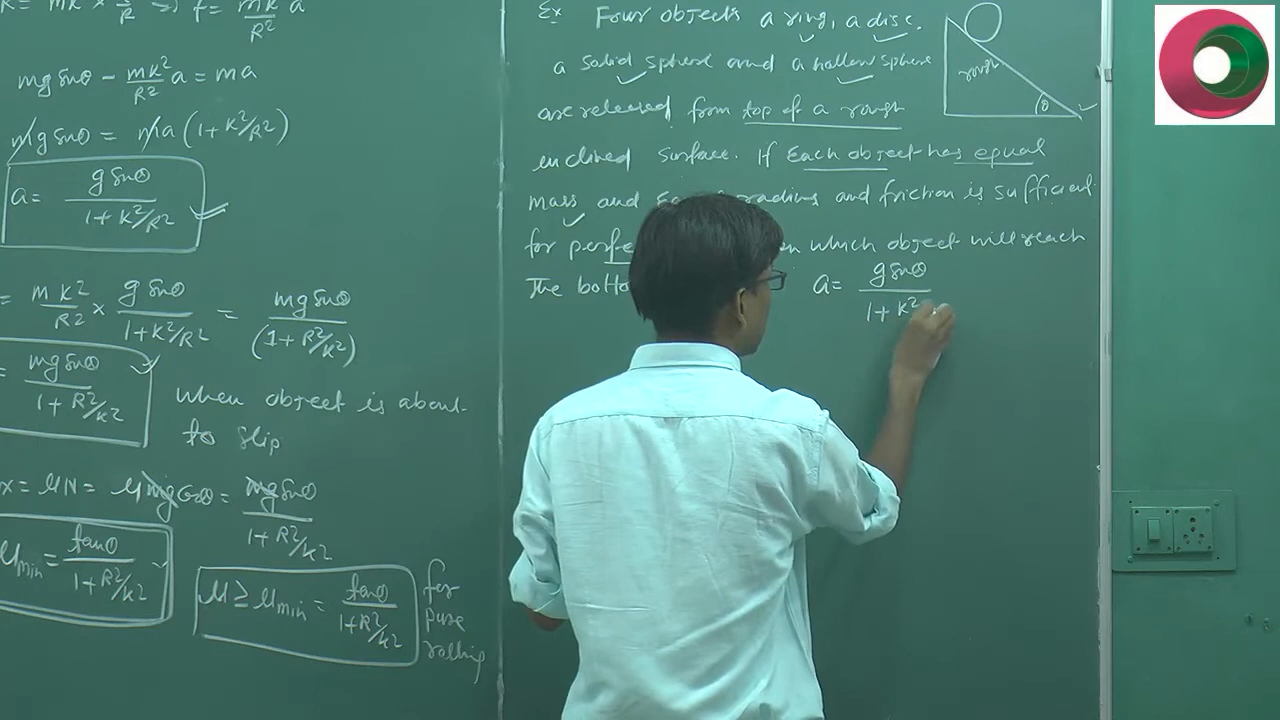 mg sinθ − mk²/R² a = ma
mg sinθ = ma (1 + K²/R²)
a = g sinθ / 1 + K²/R²
= mK²/R² × g sinθ / 1 + K²/R² = mg sinθ / (1 + R²/K²)
= mg sinθ / 1 + R²/K²
when object is about
to slip
x = μN = μ mg cosθ = mg sinθ / 1 + R²/K²
μmin = tanθ / 1 + R²/K²
μ ≥ μmin = tanθ / 1 + R²/K²
for
pure
rolling
Ex Four objects a ring, a disc,
a solid sphere and a hollow sphere
are released from top of a rough
inclined surface. If each object has equal
mass and radius and friction is sufficient
for which object will reach
The
a = g sinθ / 1 + K²
rough
θ